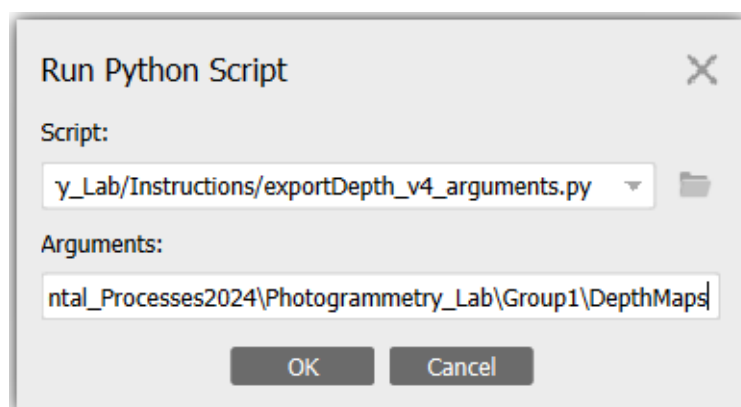 Run Python Script
Script:
y_Lab/Instructions/exportDepth_v4_arguments.py
Arguments:
ntal_Processes2024\Photogrammetry_Lab\Group1\DepthMaps
OK Cancel